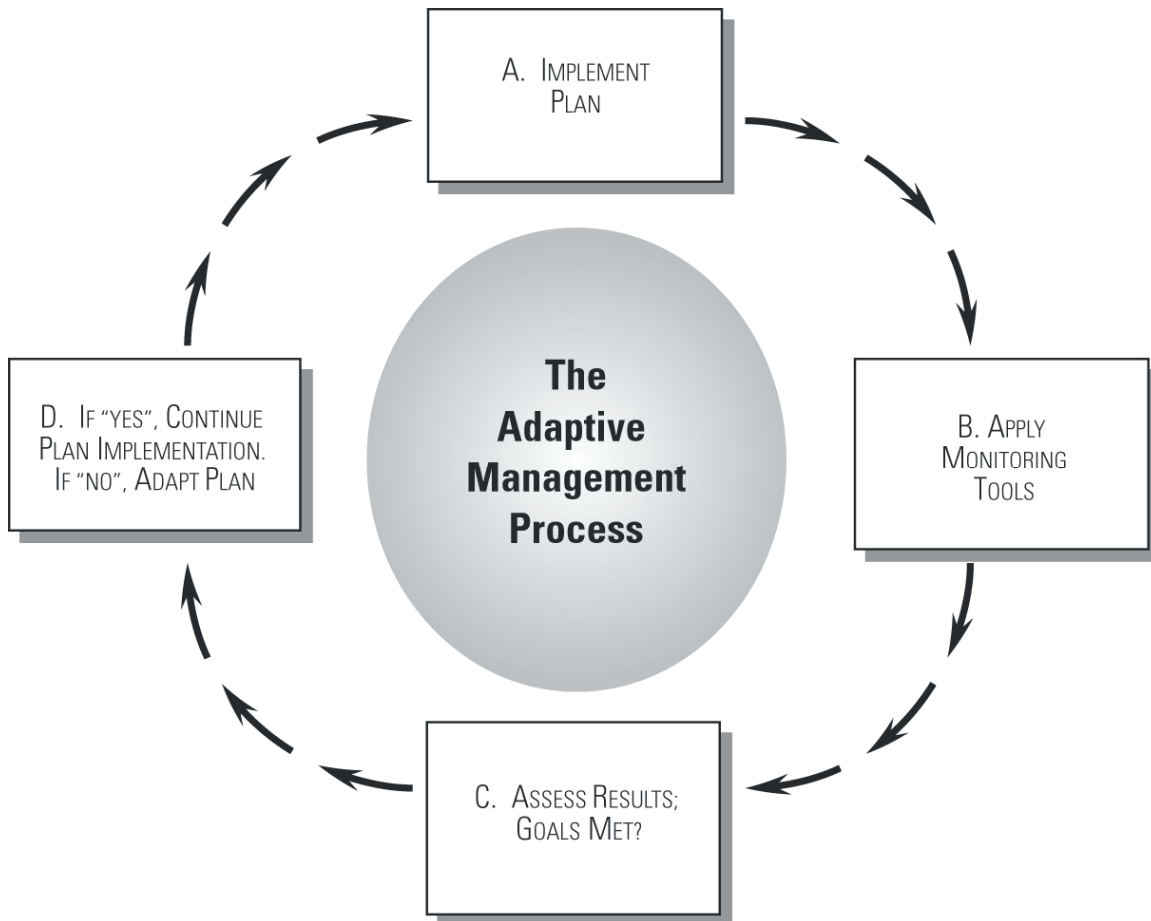 A. IMPLEMENT
PLAN
The
Adaptive
Management
Process
B. APPLY
MONITORING
TOOLS
C. ASSESS RESULTS;
GOALS MET?
D. IF “YES”, CONTINUE
PLAN IMPLEMENTATION.
IF “NO”, ADAPT PLAN